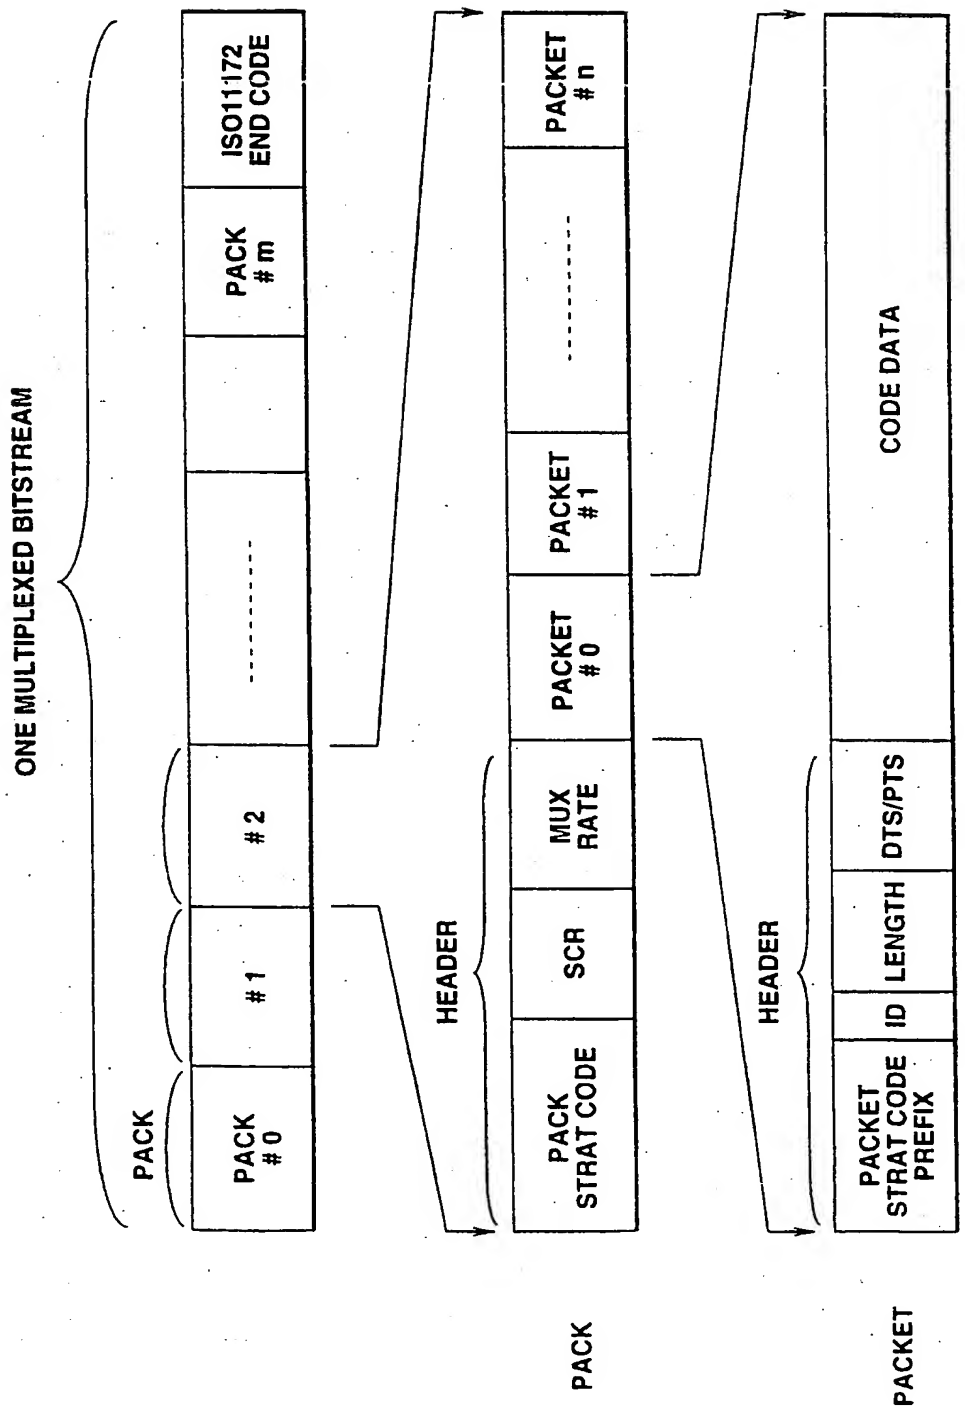 ONE MULTIPLEXED BITSTREAM
PACK
PACK
# 0
# 1
# 2
----------
PACK
# m
ISO11172
END CODE
HEADER
PACK
PACK
STRAT CODE
SCR
MUX
RATE
PACKET
# 0
PACKET
# 1
----------
PACKET
# n
HEADER
PACKET
PACKET
STRAT CODE
PREFIX
ID
LENGTH
DTS/PTS
CODE DATA